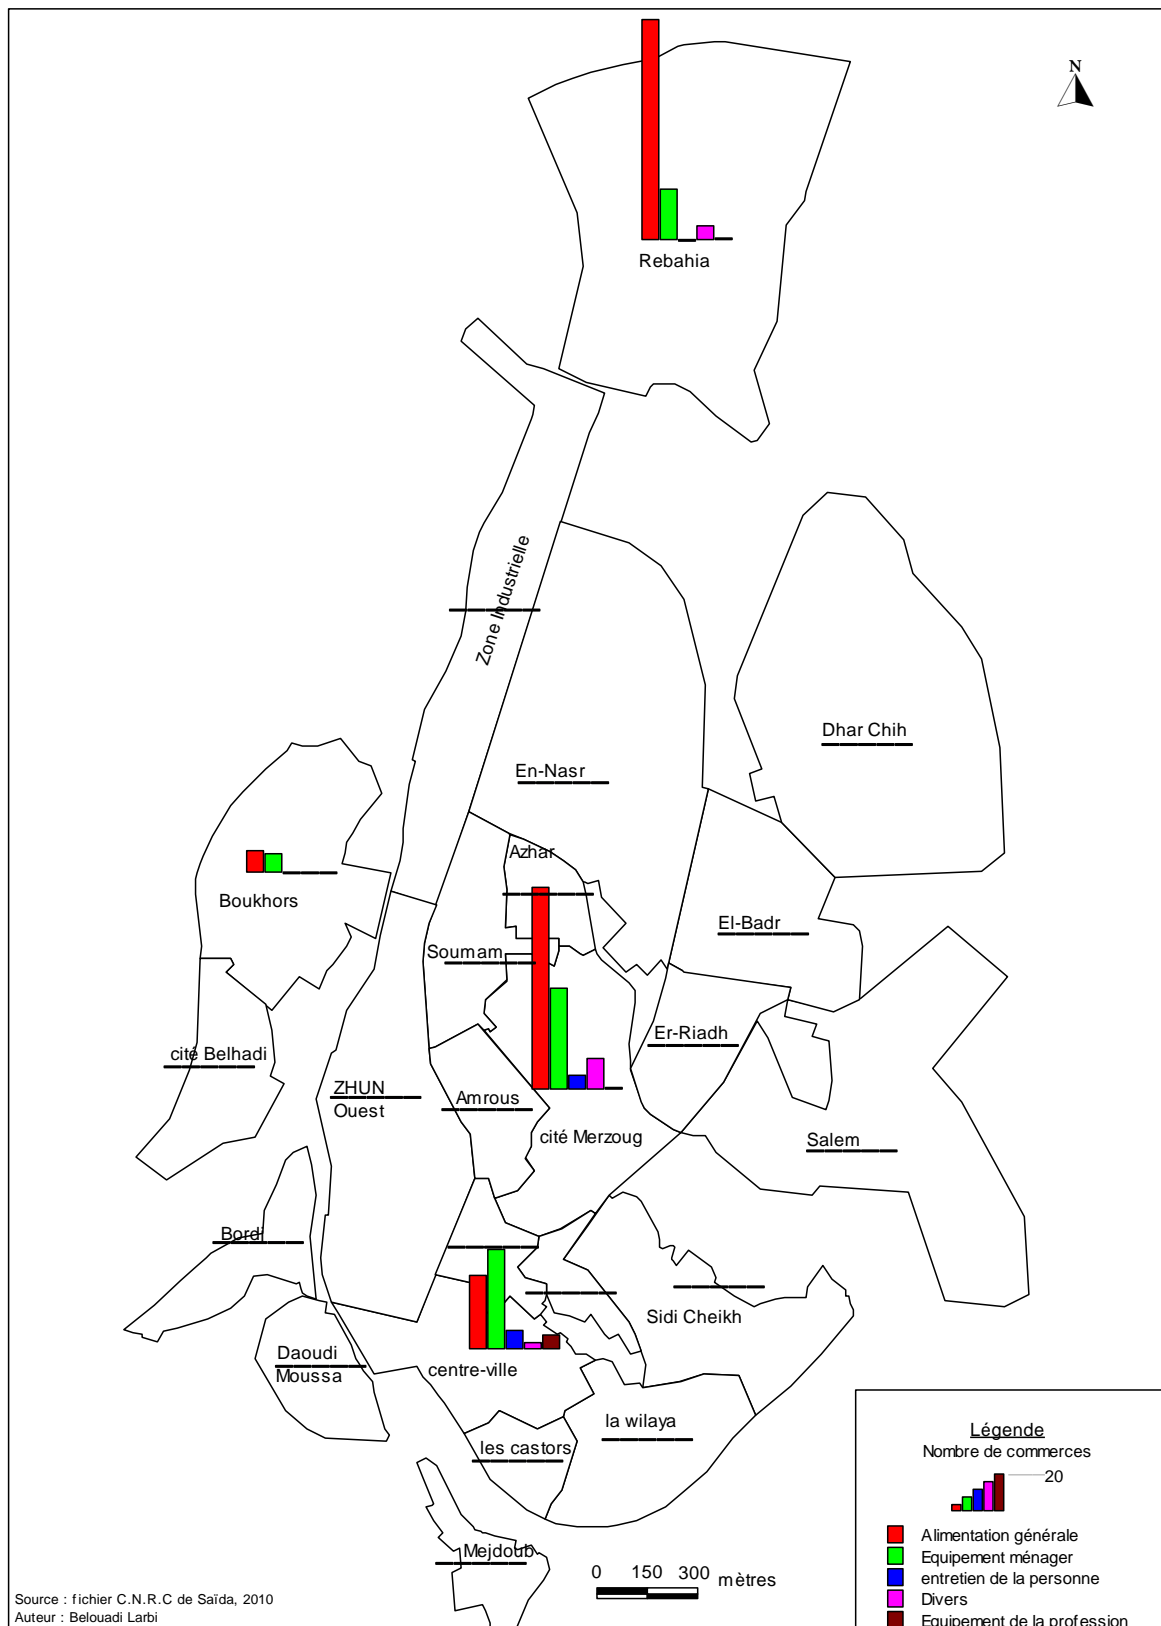 N
Rebahia
Zone Industrielle
Dhar Chih
En-Nasr
Azhar
Boukhors
El-Badr
Soumam
Er-Riadh
cité Belhadi
ZHUN
Ouest
Amrous
cité Merzoug
Salem
Bordj
Sidi Cheikh
Daoudi
Moussa
centre-ville
la wilaya
les castors
Mejdoub
0 150 300 mètres
Légende
Nombre de commerces
20
Alimentation générale
Equipement ménager
entretien de la personne
Divers
Equipement de la profession
Source : fichier C.N.R.C de Saïda, 2010
Auteur : Belouadi Larbi